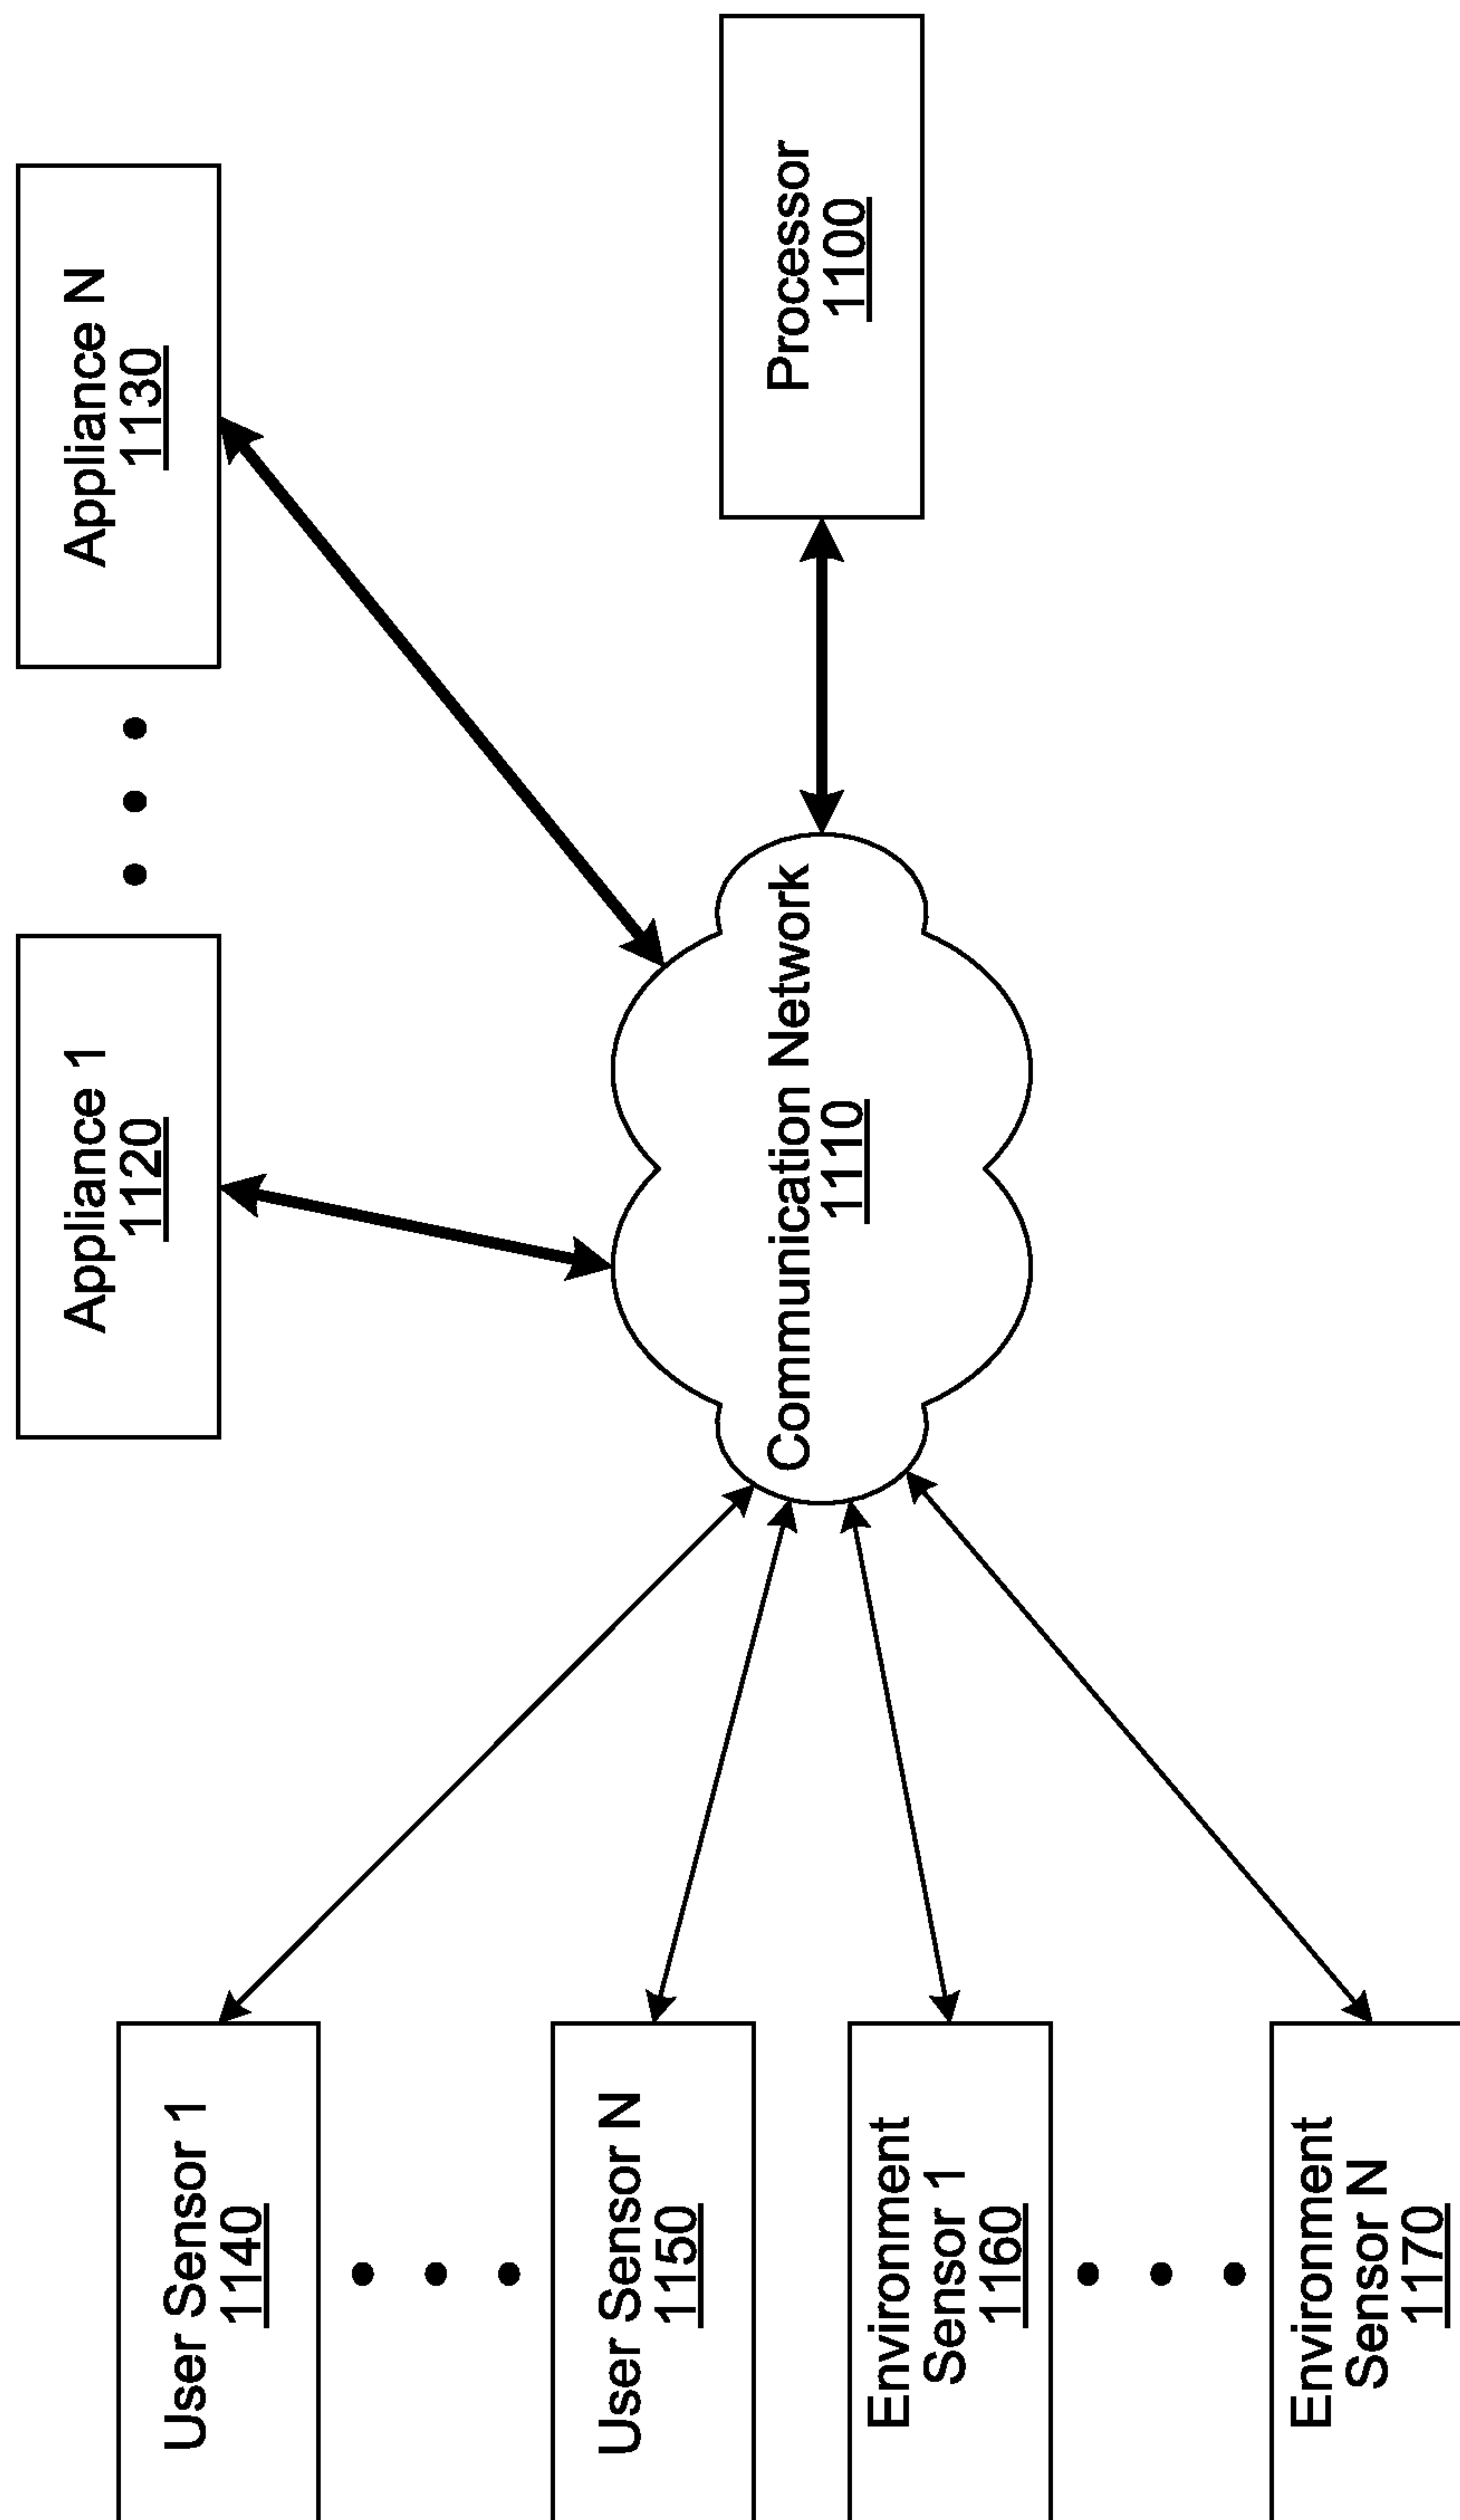 Appliance 1
1120
Appliance N
1130
User Sensor 1
1140
User Sensor N
1150
Communication Network
1110
Processor
1100
Environment
Sensor 1
1160
Environment
Sensor N
1170